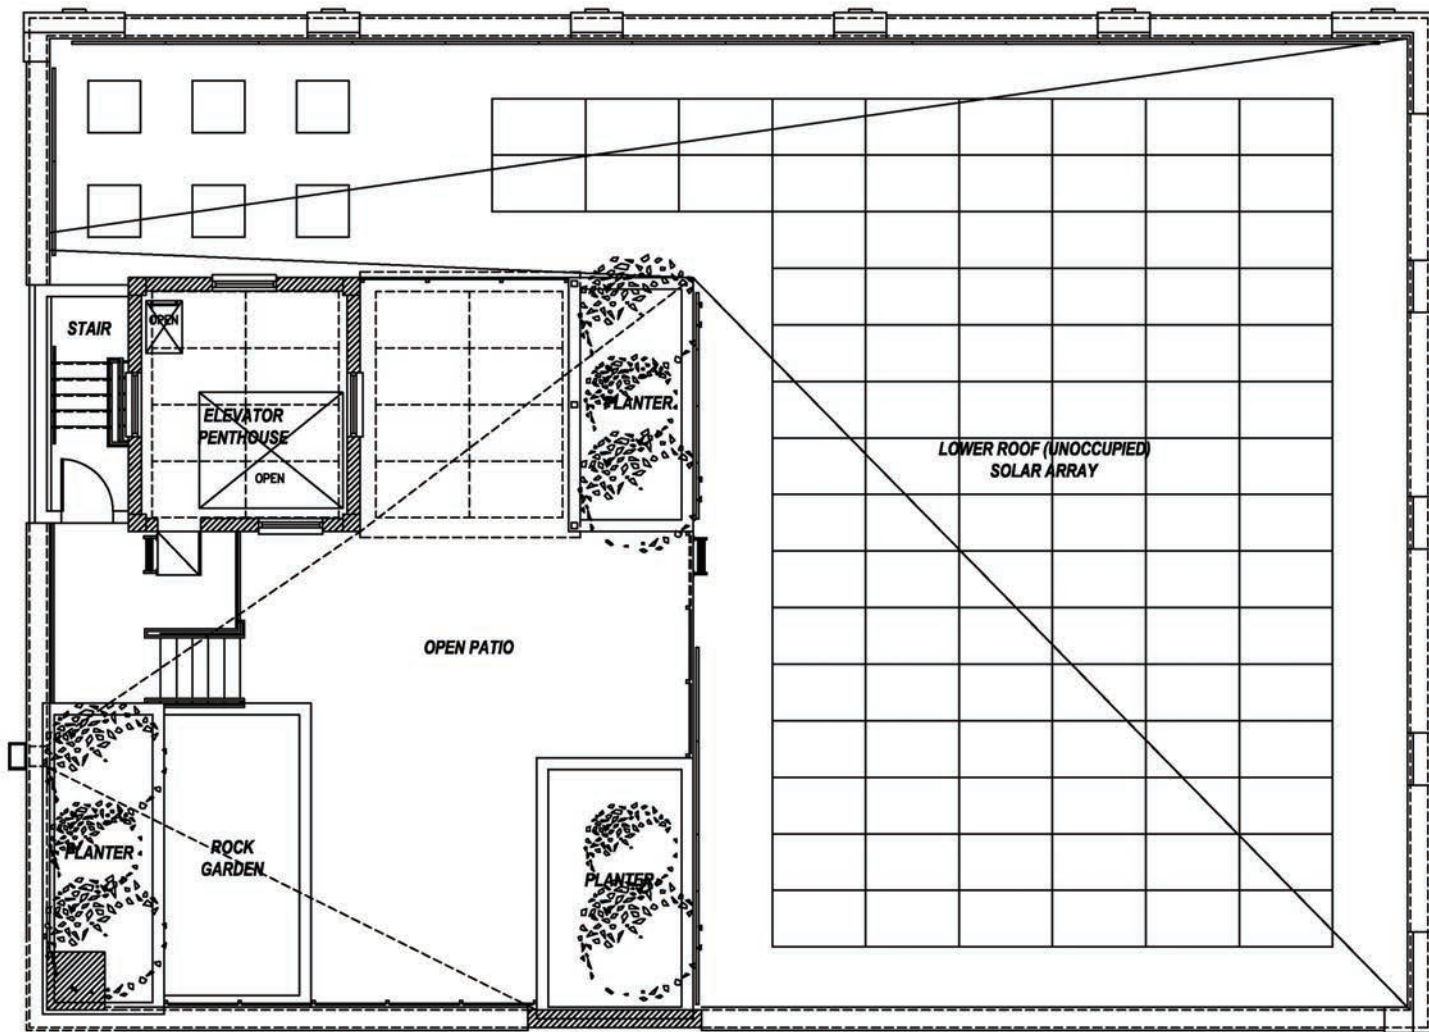 STAIR
OPEN
ELEVATOR
PENTHOUSE
OPEN
PLANTER
LOWER ROOF (UNOCCUPIED)
SOLAR ARRAY
OPEN PATIO
PLANTER
ROCK
GARDEN
PLANTER